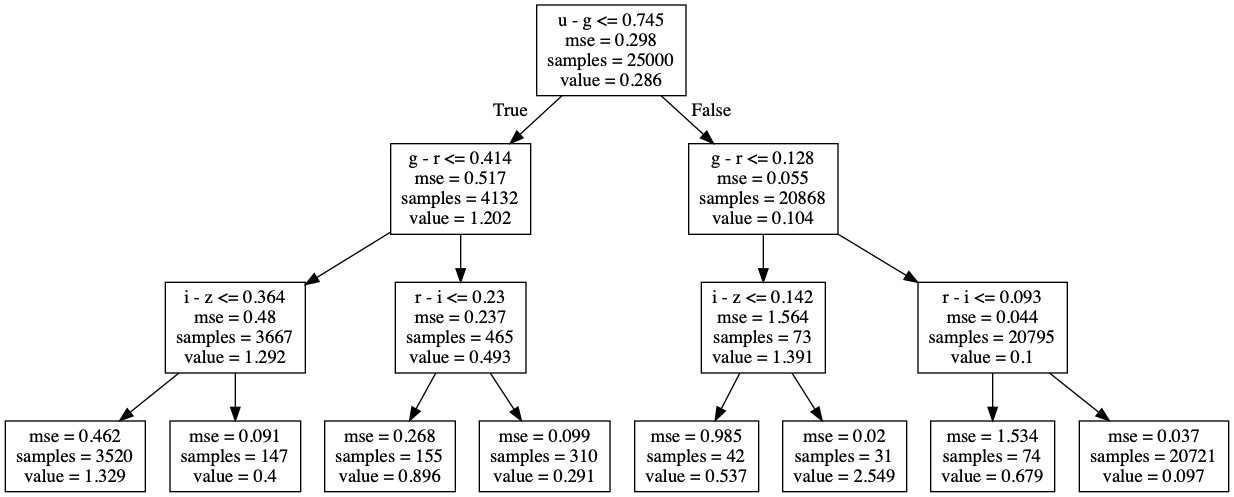 u - g <= 0.745
mse = 0.298
samples = 25000
value = 0.286
True
False
g - r <= 0.414
mse = 0.517
samples = 4132
value = 1.202
g - r <= 0.128
mse = 0.055
samples = 20868
value = 0.104
i - z <= 0.364
mse = 0.48
samples = 3667
value = 1.292
r - i <= 0.23
mse = 0.237
samples = 465
value = 0.493
i - z <= 0.142
mse = 1.564
samples = 73
value = 1.391
r - i <= 0.093
mse = 0.044
samples = 20795
value = 0.1
mse = 0.462
samples = 3520
value = 1.329
mse = 0.091
samples = 147
value = 0.4
mse = 0.268
samples = 155
value = 0.896
mse = 0.099
samples = 310
value = 0.291
mse = 0.985
samples = 42
value = 0.537
mse = 0.02
samples = 31
value = 2.549
mse = 1.534
samples = 74
value = 0.679
mse = 0.037
samples = 20721
value = 0.097